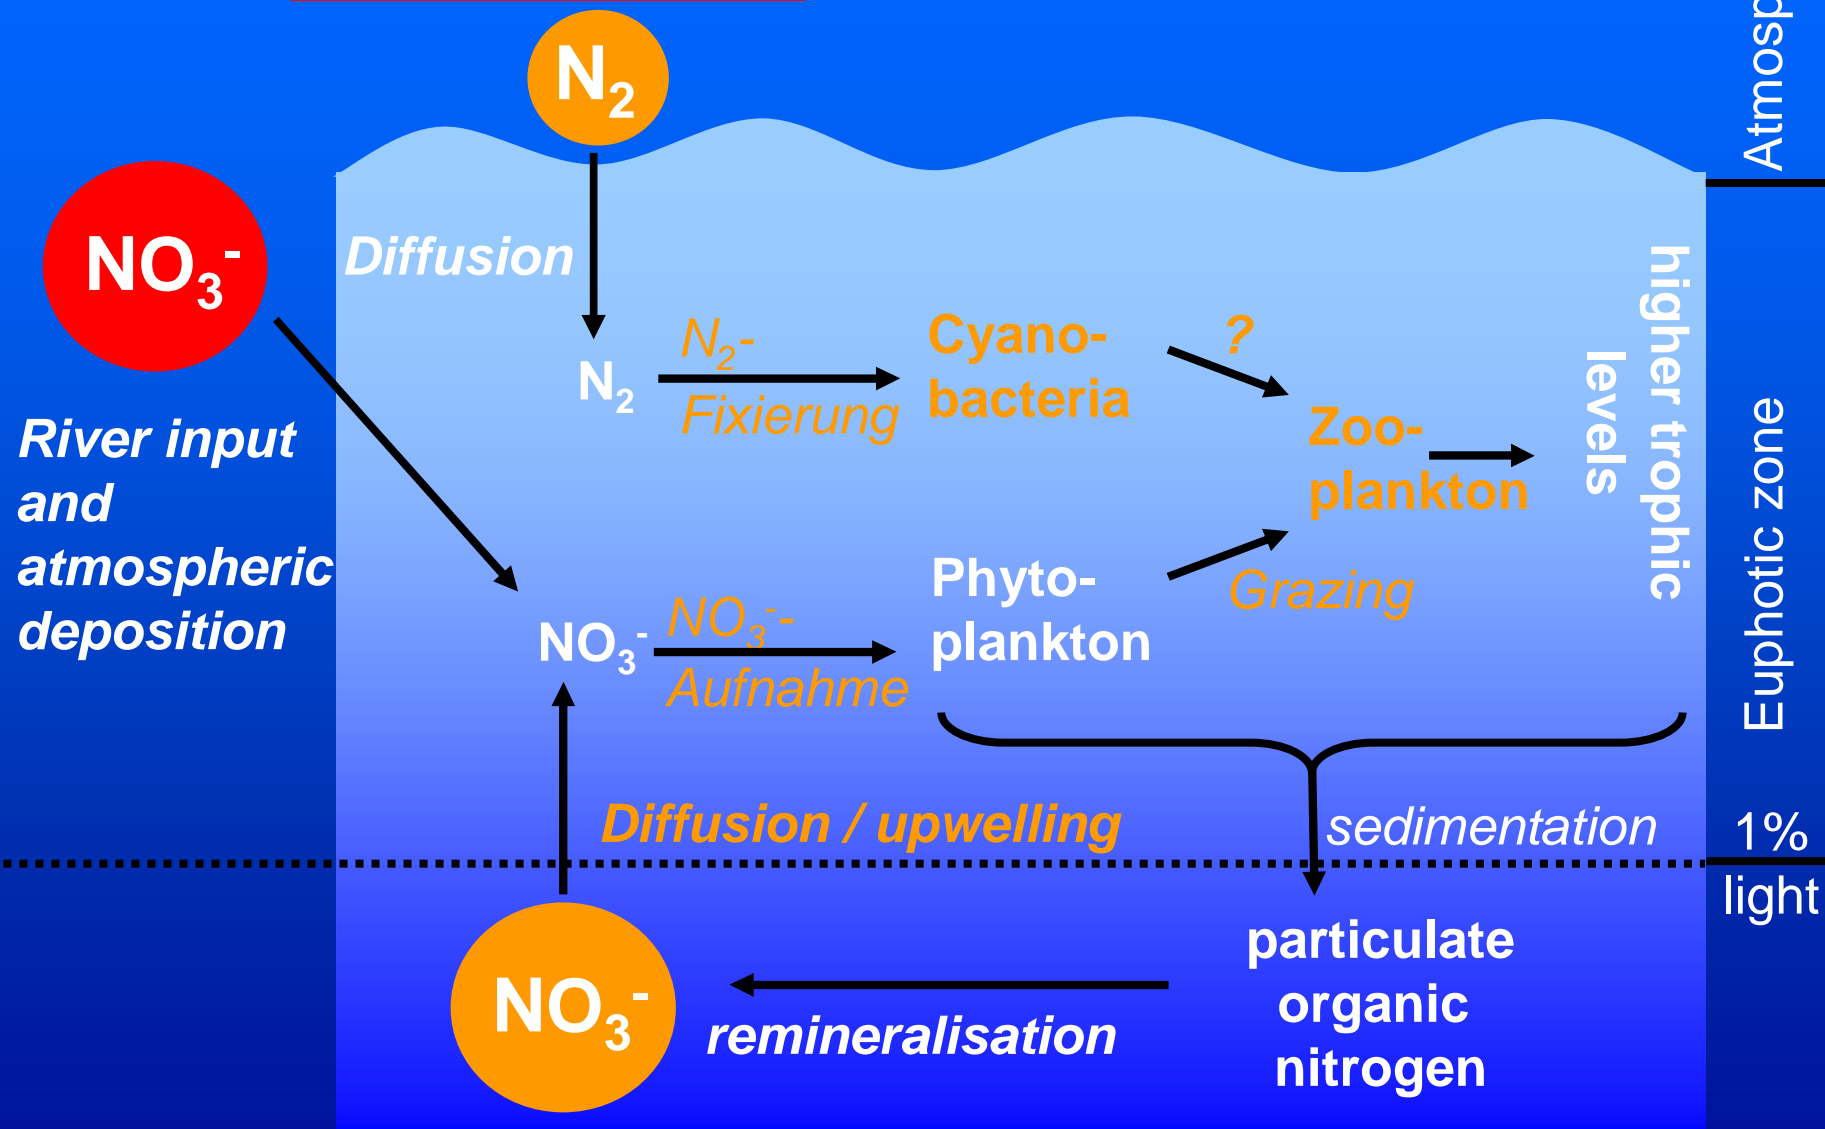 N₂
Atmosp
NO₃⁻
Diffusion
N₂-
Fixierung
N₂
Cyano-
bacteria
?
Zoo-
plankton
higher trophic
levels
River input
and
atmospheric
deposition
NO₃⁻
NO₃⁻-
Aufnahme
Phyto-
plankton
Grazing
Euphotic zone
Diffusion / upwelling
sedimentation
1%
light
NO₃⁻
remineralisation
particulate
organic
nitrogen